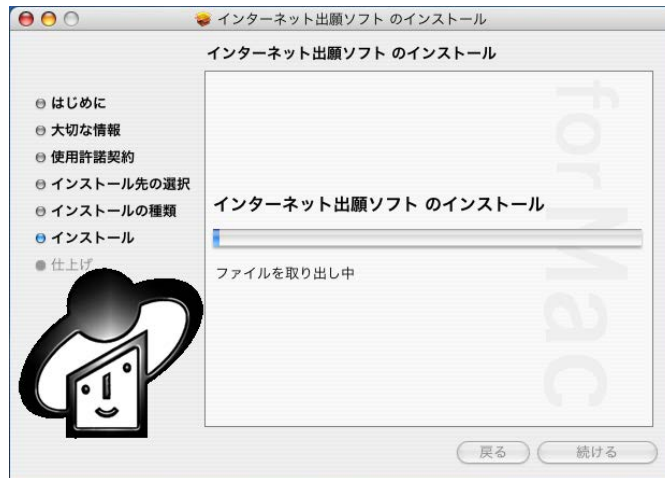 インターネット出願ソフト のインストール
インターネット出願ソフト のインストール
はじめに
大切な情報
使用許諾契約
インストール先の選択
インストールの種類
インストール
仕上げ
for Mac
インターネット出願ソフト のインストール
ファイルを取り出し中
戻る
続ける